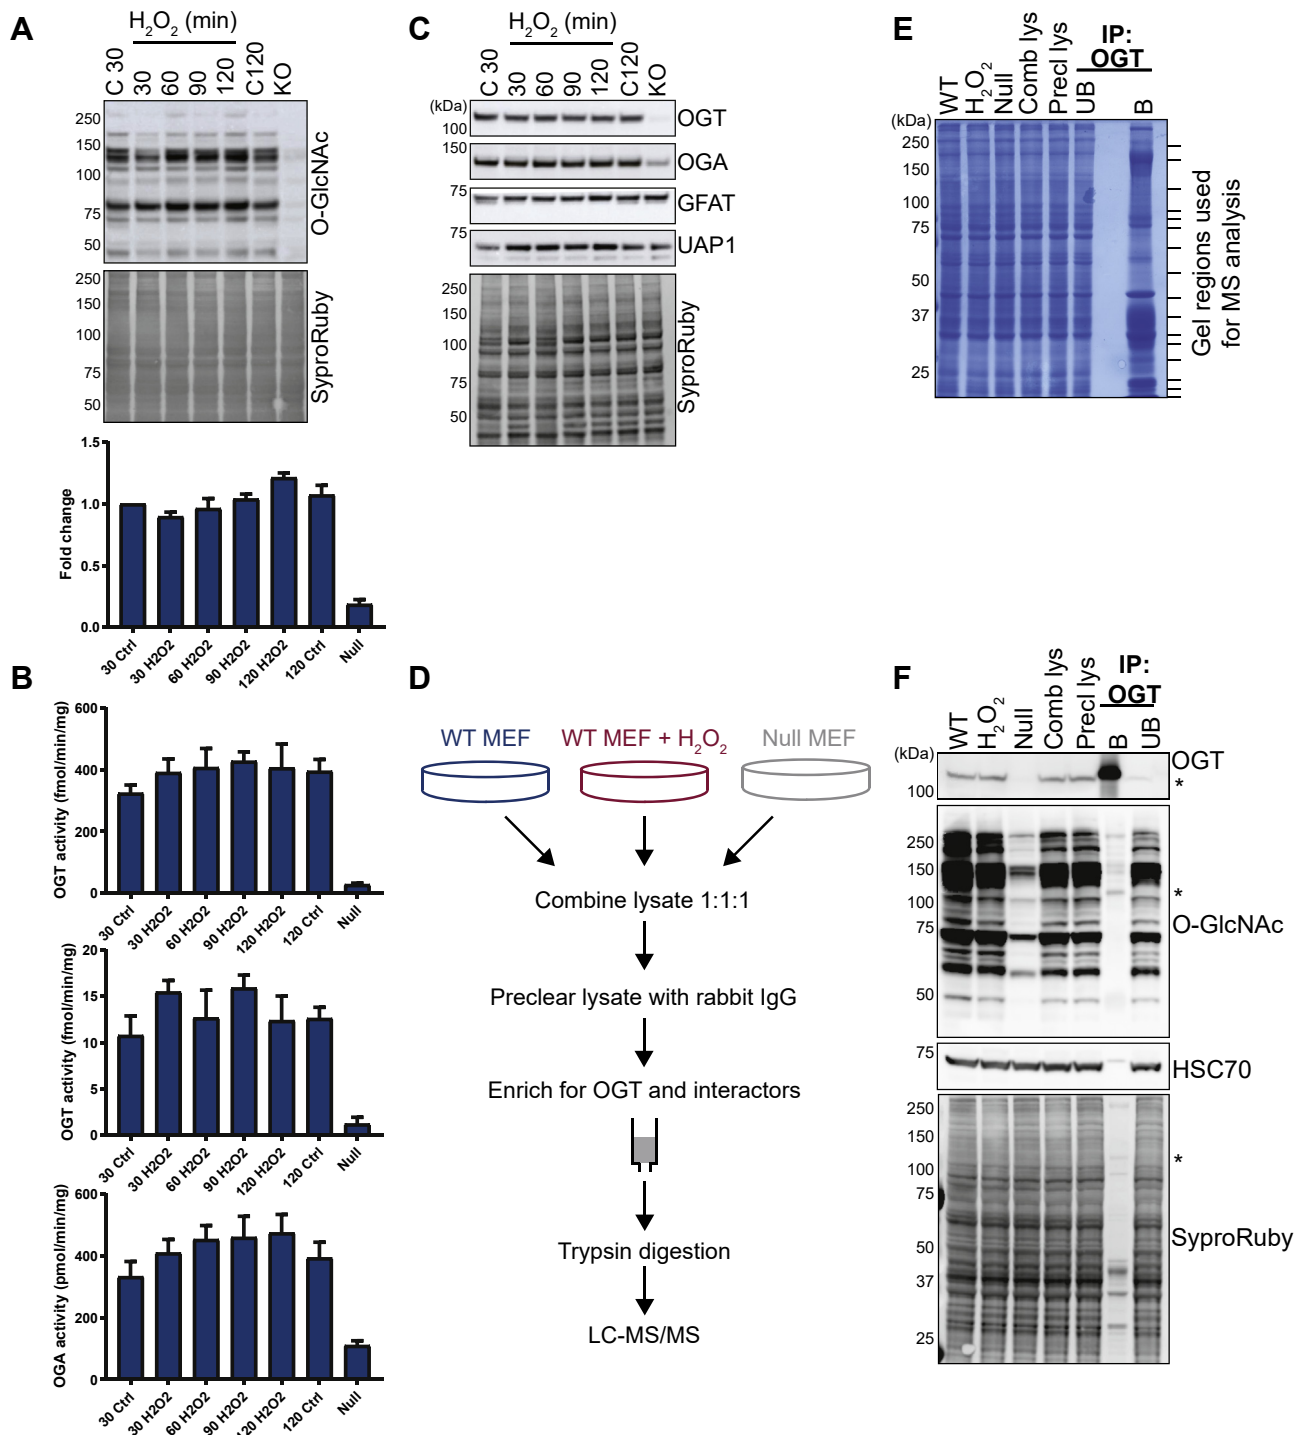 A
H2O2 (min)
C 30
30
60
90
120
C120
KO
250
150
100
75
50
O-GlcNAc
250
150
100
75
50
SyproRuby
1.5
1.0
0.5
0.0
Fold change
30 Ctrl
30 H2O2
60 H2O2
90 H2O2
120 H2O2
120 Ctrl
Null
B
600
400
200
0
OGT activity (fmol/min/mg)
30 Ctrl
30 H2O2
60 H2O2
90 H2O2
120 H2O2
120 Ctrl
Null
20
15
10
5
0
OGT activity (fmol/min/mg)
30 Ctrl
30 H2O2
60 H2O2
90 H2O2
120 H2O2
120 Ctrl
Null
600
400
200
0
OGA activity (pmol/min/mg)
30 Ctrl
30 H2O2
60 H2O2
90 H2O2
120 H2O2
120 Ctrl
Null
C
H2O2 (min)
C 30
30
60
90
120
C120
KO
(kDa)
100
OGT
150
OGA
75
GFAT
75
UAP1
250
150
100
75
50
SyproRuby
D
WT MEF
WT MEF + H2O2
Null MEF
Combine lysate 1:1:1
Preclear lysate with rabbit IgG
Enrich for OGT and interactors
Trypsin digestion
LC-MS/MS
E
WT
H2O2
Null
Comb lys
Precl lys
IP:
OGT
UB
B
(kDa)
250
150
100
75
50
37
25
Gel regions used
for MS analysis
F
WT
H2O2
Null
Comb lys
Precl lys
IP:
OGT
B
UB
(kDa)
100
OGT
*
250
150
100
75
50
*
O-GlcNAc
75
HSC70
250
150
100
75
50
37
25
*
SyproRuby